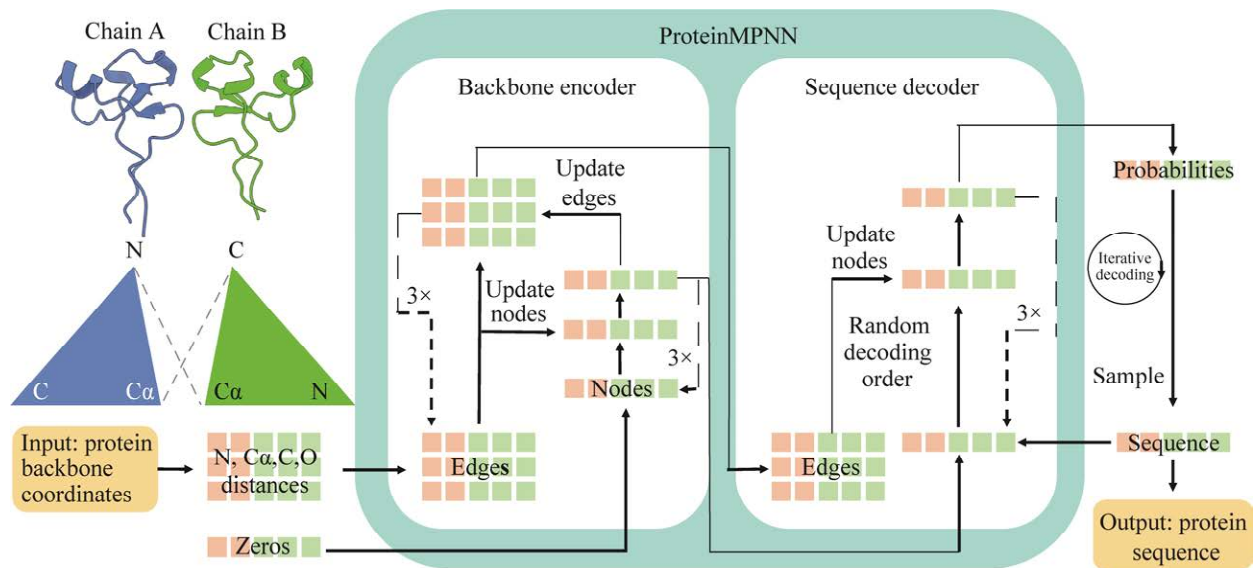 Chain A
Chain B
ProteinMPNN
Backbone encoder
Sequence decoder
Update
edges
Probabilities
N
C
Update
nodes
Iterative
decoding
3×
Update
nodes
Random
decoding
order
3×
3×
C
Cα
Cα
N
Nodes
Sample
Input: protein
backbone
coordinates
N, Cα,C,O
distances
Edges
Edges
Sequence
Zeros
Output: protein
sequence